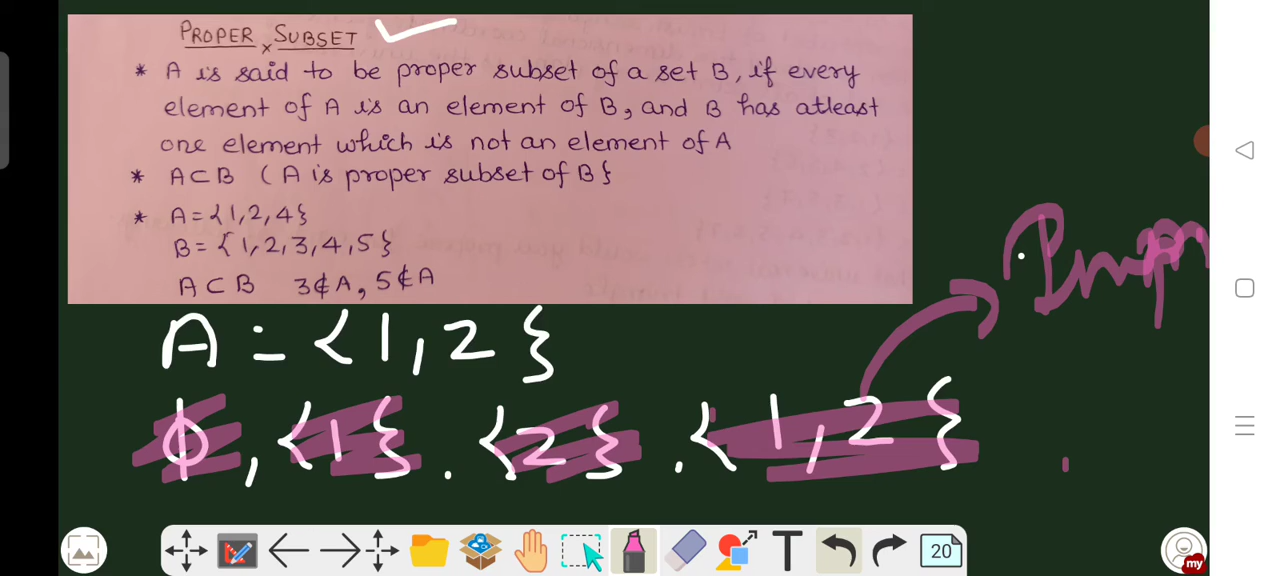 PROPER SUBSET
* A is said to be proper subset of a set B, if every
element of A is an element of B, and B has atleast
one element which is not an element of A
* A⊂B ( A is proper subset of B}
* A={1,2,4}
B={1,2,3,4,5}
A⊂B 3∉A, 5∉A
Imp
A={1,2}
ϕ, {1}. {2}. {1,2}
T
20
my